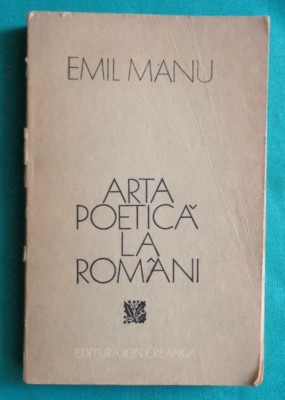 EMIL MANU
ARTA
POETICĂ
LA
ROMÂNI
EDITURA ION CREANGĂ